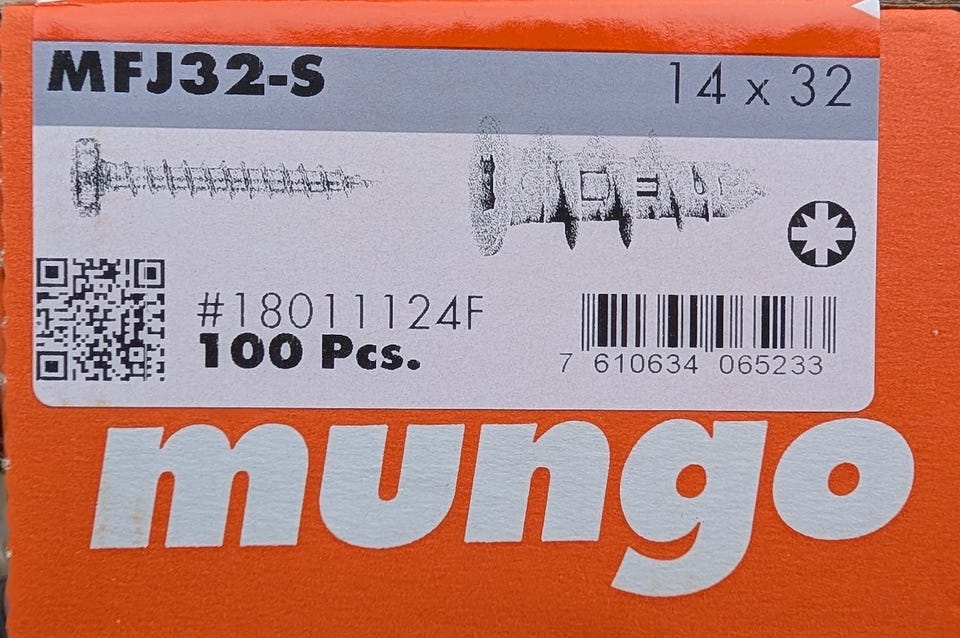 MFJ32-S 14 x 32
#18011124F
100 Pcs.
7 610634 065233
mungo